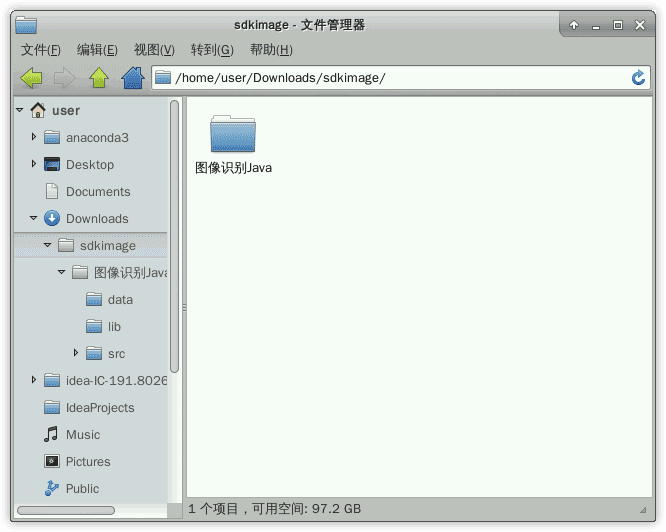 sdkimage - 文件管理器
文件(F) 编辑(E) 视图(V) 转到(G) 帮助(H)
/home/user/Downloads/sdkimage/
user
anaconda3
Desktop
Documents
Downloads
sdkimage
图像识别Java
data
lib
src
idea-IC-191.8026
IdeaProjects
Music
Pictures
Public
图像识别Java
1 个项目，可用空间: 97.2 GB